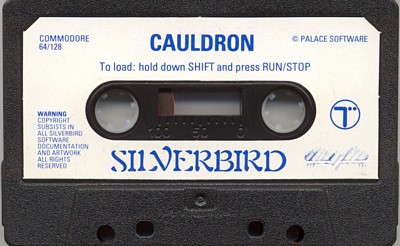 COMMODORE
64/128
CAULDRON
© PALACE SOFTWARE
To load: hold down SHIFT and press RUN/STOP
WARNING
COPYRIGHT
SUBSISTS IN
ALL SILVERBIRD
SOFTWARE
DOCUMENTATION
AND ARTWORK
ALL RIGHTS
RESERVED
100 50 0
T
SILVERBIRD